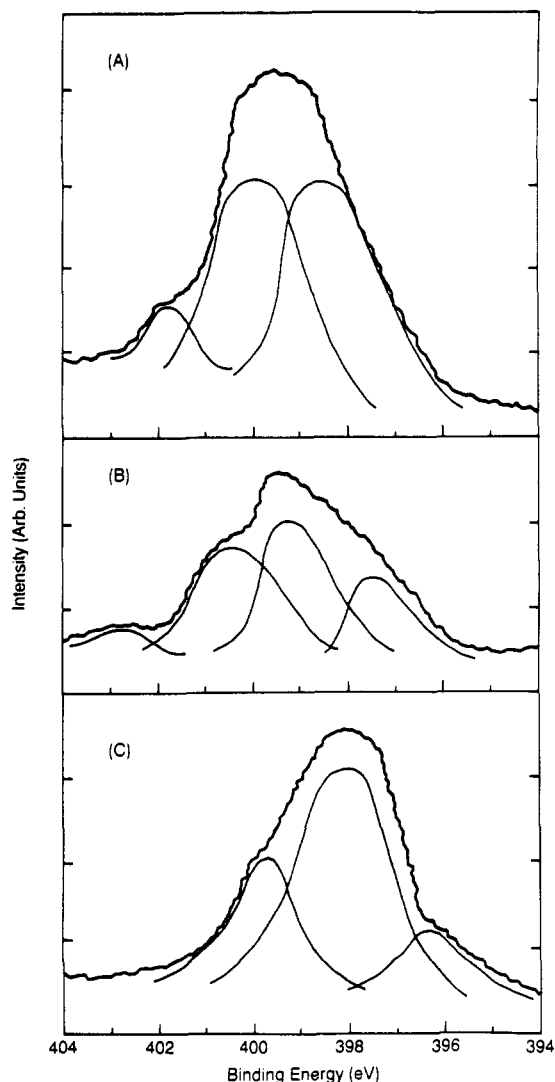 (A)
(B)
Intensity (Arb. Units)
(C)
404 402 400 398 396 394
Binding Energy (eV)